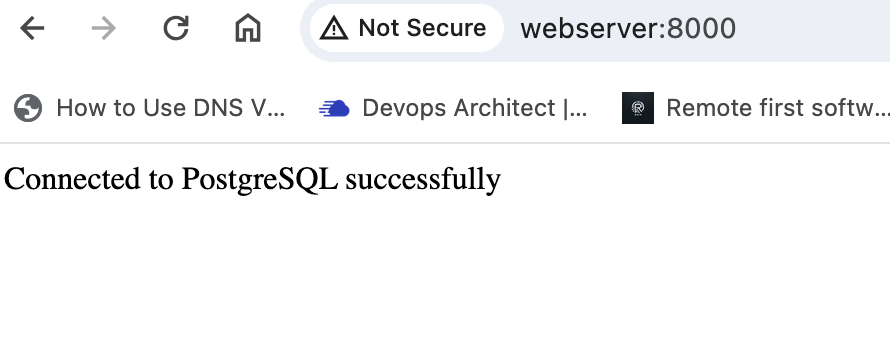 Not Secure webserver:8000
How to Use DNS V... Devops Architect |... Remote first softw...
Connected to PostgreSQL successfully